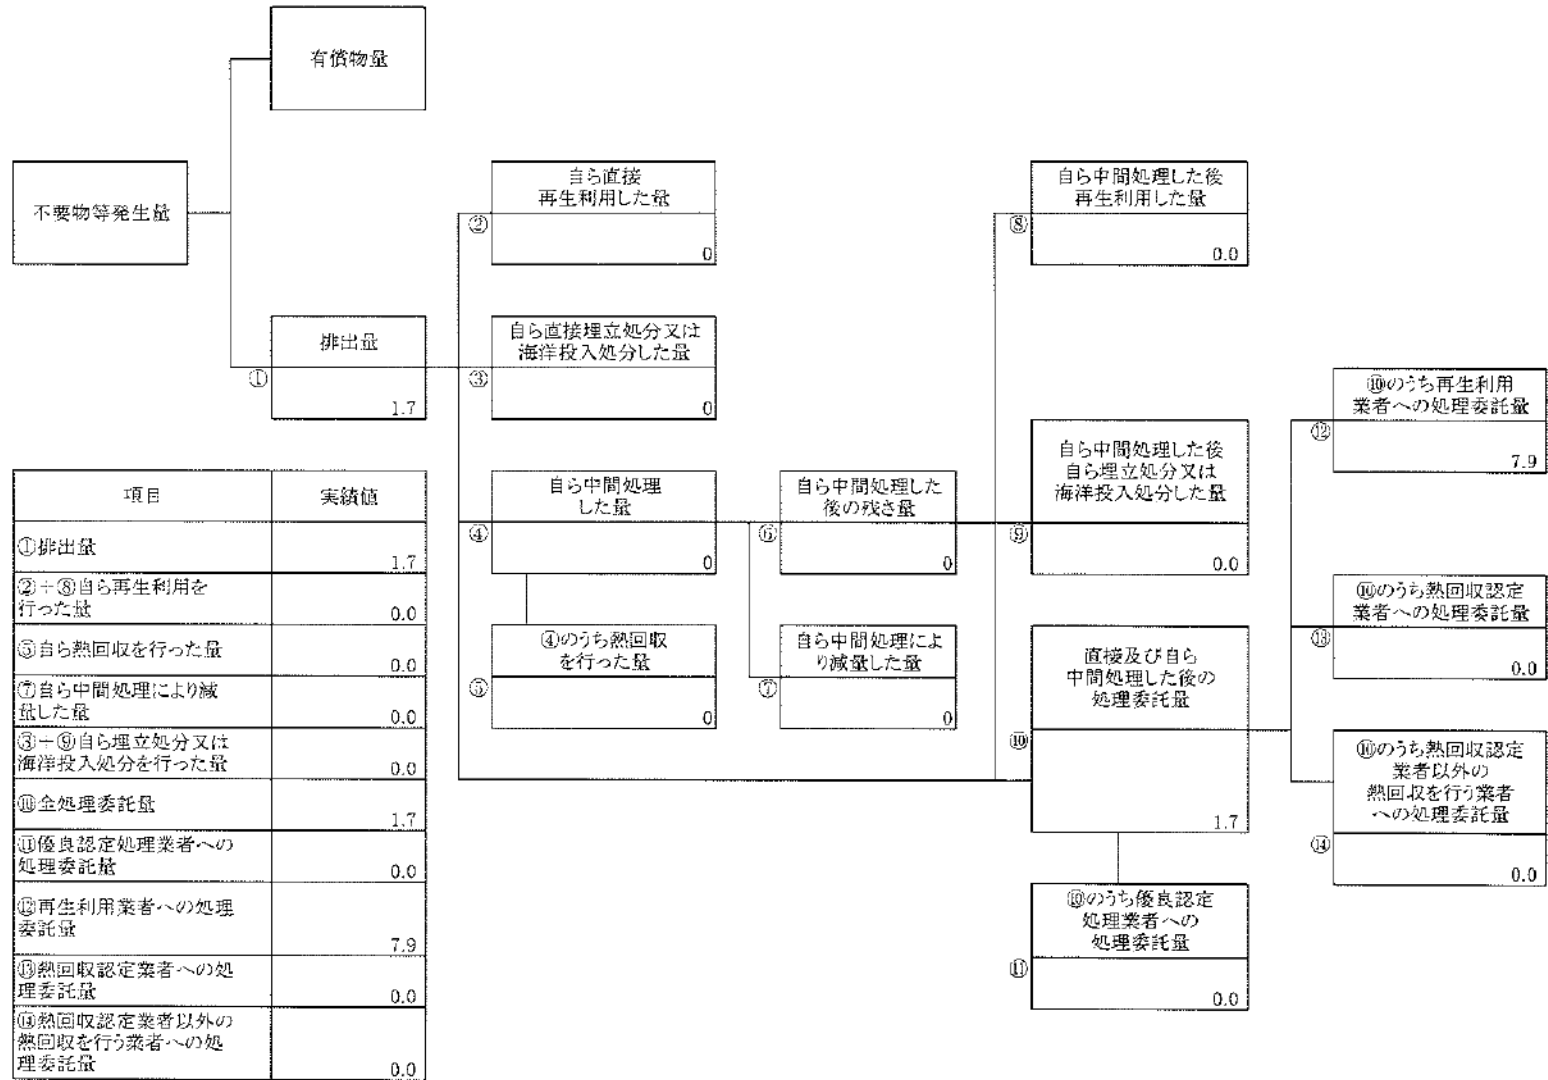 有償物量
不要物等発生量
排出量
①
1.7
自ら直接
再生利用した量
②
0
自ら直接埋立処分又は
海洋投入処分した量
③
0
自ら中間処理
した量
④
0
④のうち熱回収
を行った量
⑤
0
自ら中間処理した
後の残さ量
⑥
0
自ら中間処理によ
り減量した量
⑦
0
自ら中間処理した後
再生利用した量
⑧
0.0
自ら中間処理した後
自ら埋立処分又は
海洋投入処分した量
⑨
0.0
直接及び自ら
中間処理した後の
処理委託量
⑩
1.7
⑩のうち優良認定
処理業者への
処理委託量
⑪
0.0
⑩のうち再生利用
業者への処理委託量
⑫
7.9
⑩のうち熱回収認定
業者への処理委託量
⑬
0.0
⑩のうち熱回収認定
業者以外の
熱回収を行う業者
への処理委託量
⑭
0.0
項目 実績値
①排出量
1.7
②+⑧自ら再生利用を
行った量 0.0
⑤自ら熱回収を行った量
0.0
⑦自ら中間処理により減
量した量 0.0
③+⑨自ら埋立処分又は
海洋投入処分を行った量 0.0
⑩全処理委託量
1.7
⑪優良認定処理業者への
処理委託量 0.0
⑫再生利用業者への処理
委託量
7.9
⑬熱回収認定業者への処
理委託量 0.0
⑭熱回収認定業者以外の
熱回収を行う業者への処
理委託量 0.0